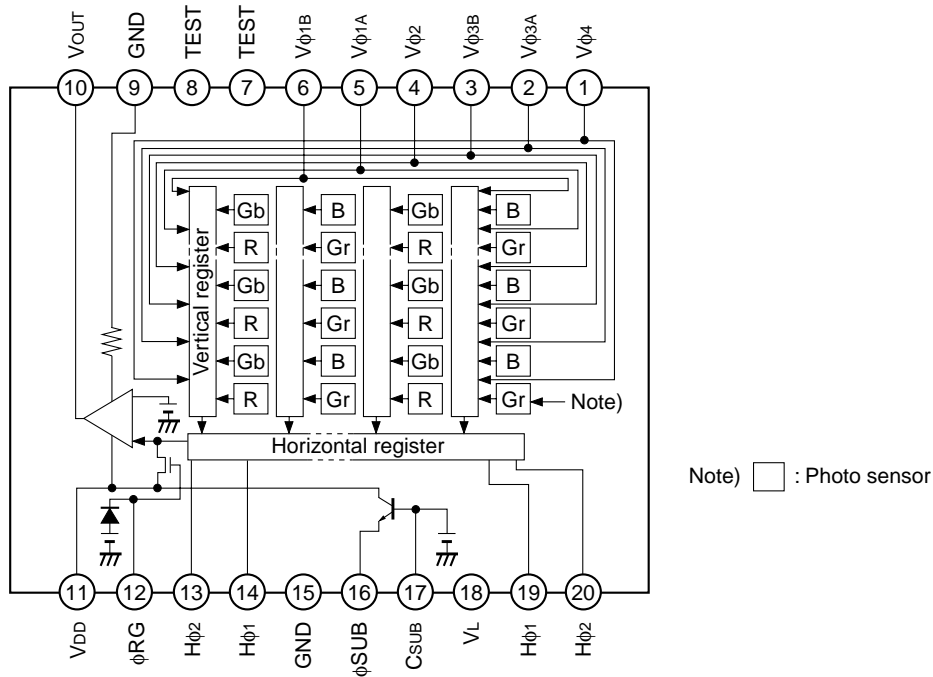 VOUT
GND
TEST
TEST
Vϕ1B
Vϕ1A
Vϕ2
Vϕ3B
Vϕ3A
Vϕ4
10
9
8
7
6
5
4
3
2
1
Vertical register
Gb
B
Gb
B
R
Gr
R
Gr
Gb
B
Gb
B
R
Gr
R
Gr
Gb
B
Gb
B
R
Gr
R
Gr
Note)
Horizontal register
Note) : Photo sensor
11
12
13
14
15
16
17
18
19
20
VDD
ϕRG
Hϕ2
Hϕ1
GND
ϕSUB
CSUB
VL
Hϕ1
Hϕ2